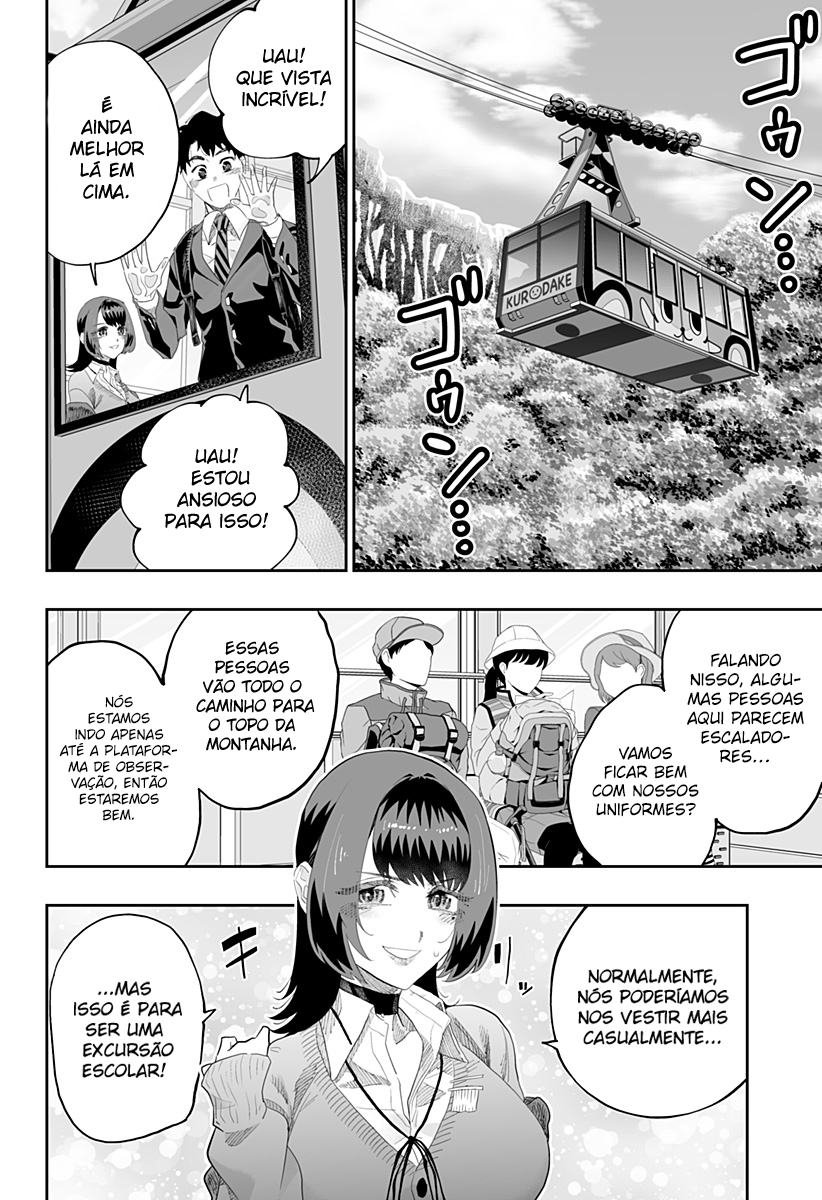 ゴゥン...
KURODAKE
ゴゥン...
UAU!
QUE VISTA
INCRÍVEL!
É
AINDA
MELHOR
LÁ EM
CIMA.
UAU!
ESTOU
ANSIOSO
PARA ISSO!
FALANDO
NISSO, ALGU-
MAS PESSOAS
AQUI PARECEM
ESCALADO-
RES...
VAMOS
FICAR BEM
COM NOSSOS
UNIFORMES?
ESSAS
PESSOAS
VÃO TODO O
CAMINHO PARA
O TOPO DA
MONTANHA.
NÓS
ESTAMOS
INDO APENAS
ATÉ A PLATAFOR-
MA DE OBSER-
VAÇÃO, ENTÃO
ESTAREMOS
BEM.
NORMALMENTE,
NÓS PODERÍAMOS
NOS VESTIR MAIS
CASUALMENTE...
...MAS
ISSO É PARA
SER UMA
EXCURSÃO
ESCOLAR!